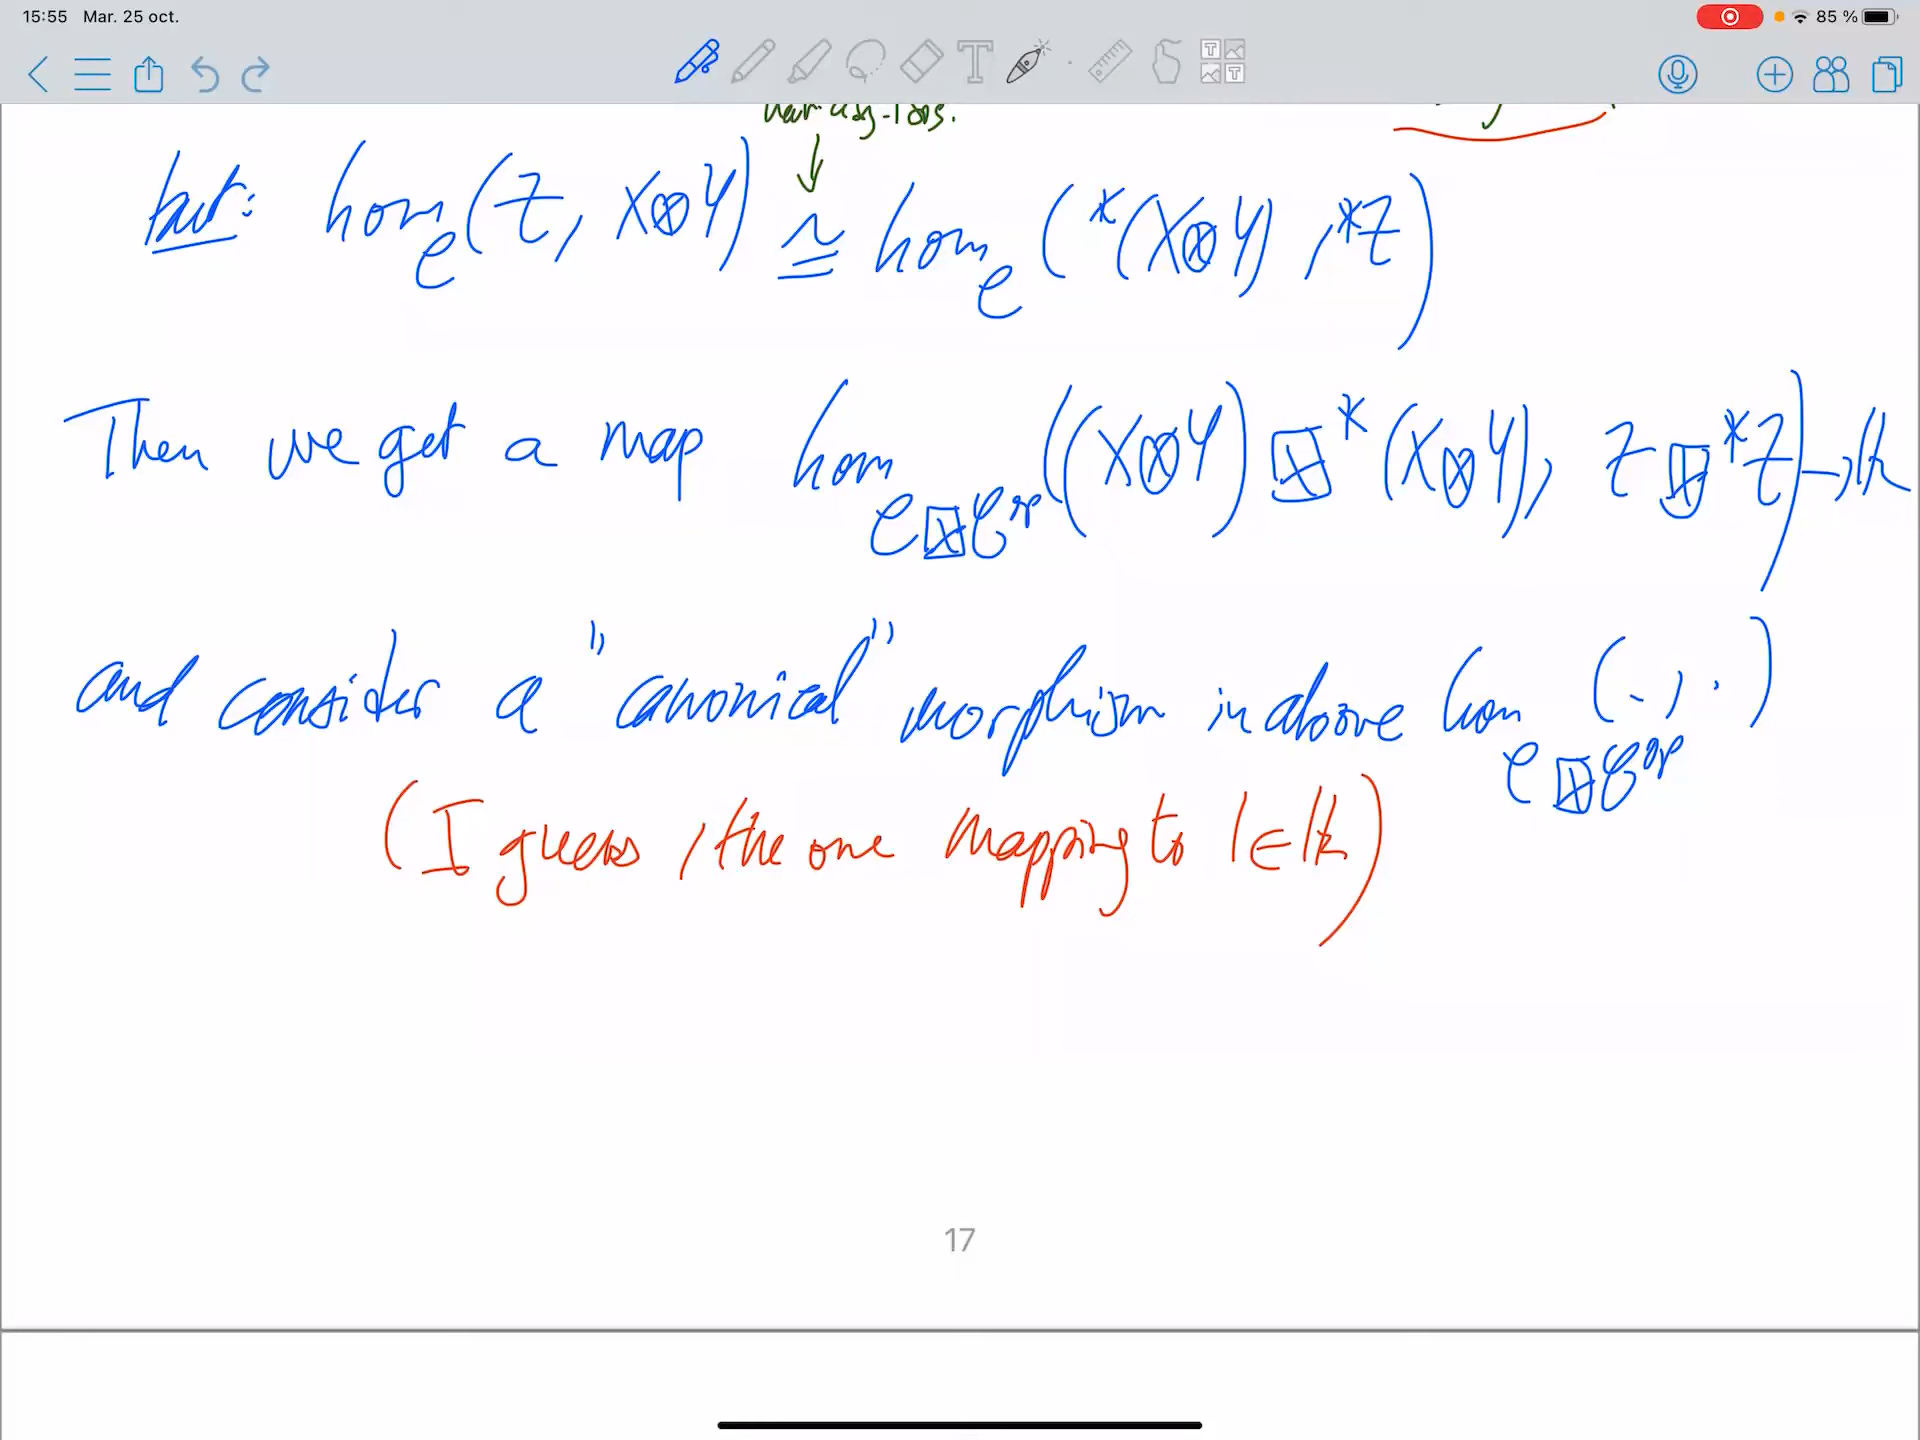 15:55 Mar. 25 oct. 85 %
but: hom_C(Z, X⊗Y) ≅ hom_C(*(X⊗Y), *Z)
Then we get a map hom_{C⊠C^op}((X⊗Y)⊠*(X⊗Y), Z⊠*Z)→k
and consider a "canonical" morphism in above hom_{C⊠C^op}(·,·)
(I guess, the one mapping to 1∈k)
17